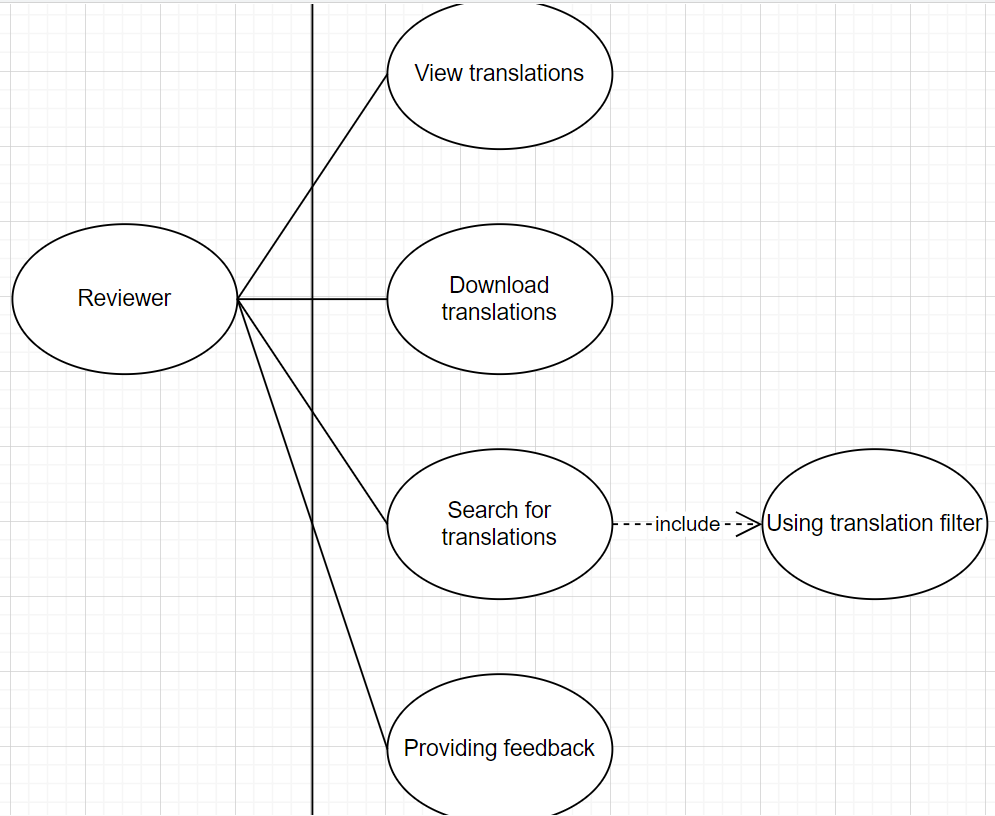 View translations
Reviewer
Download
translations
Search for
translations
include
Using translation filter
Providing feedback